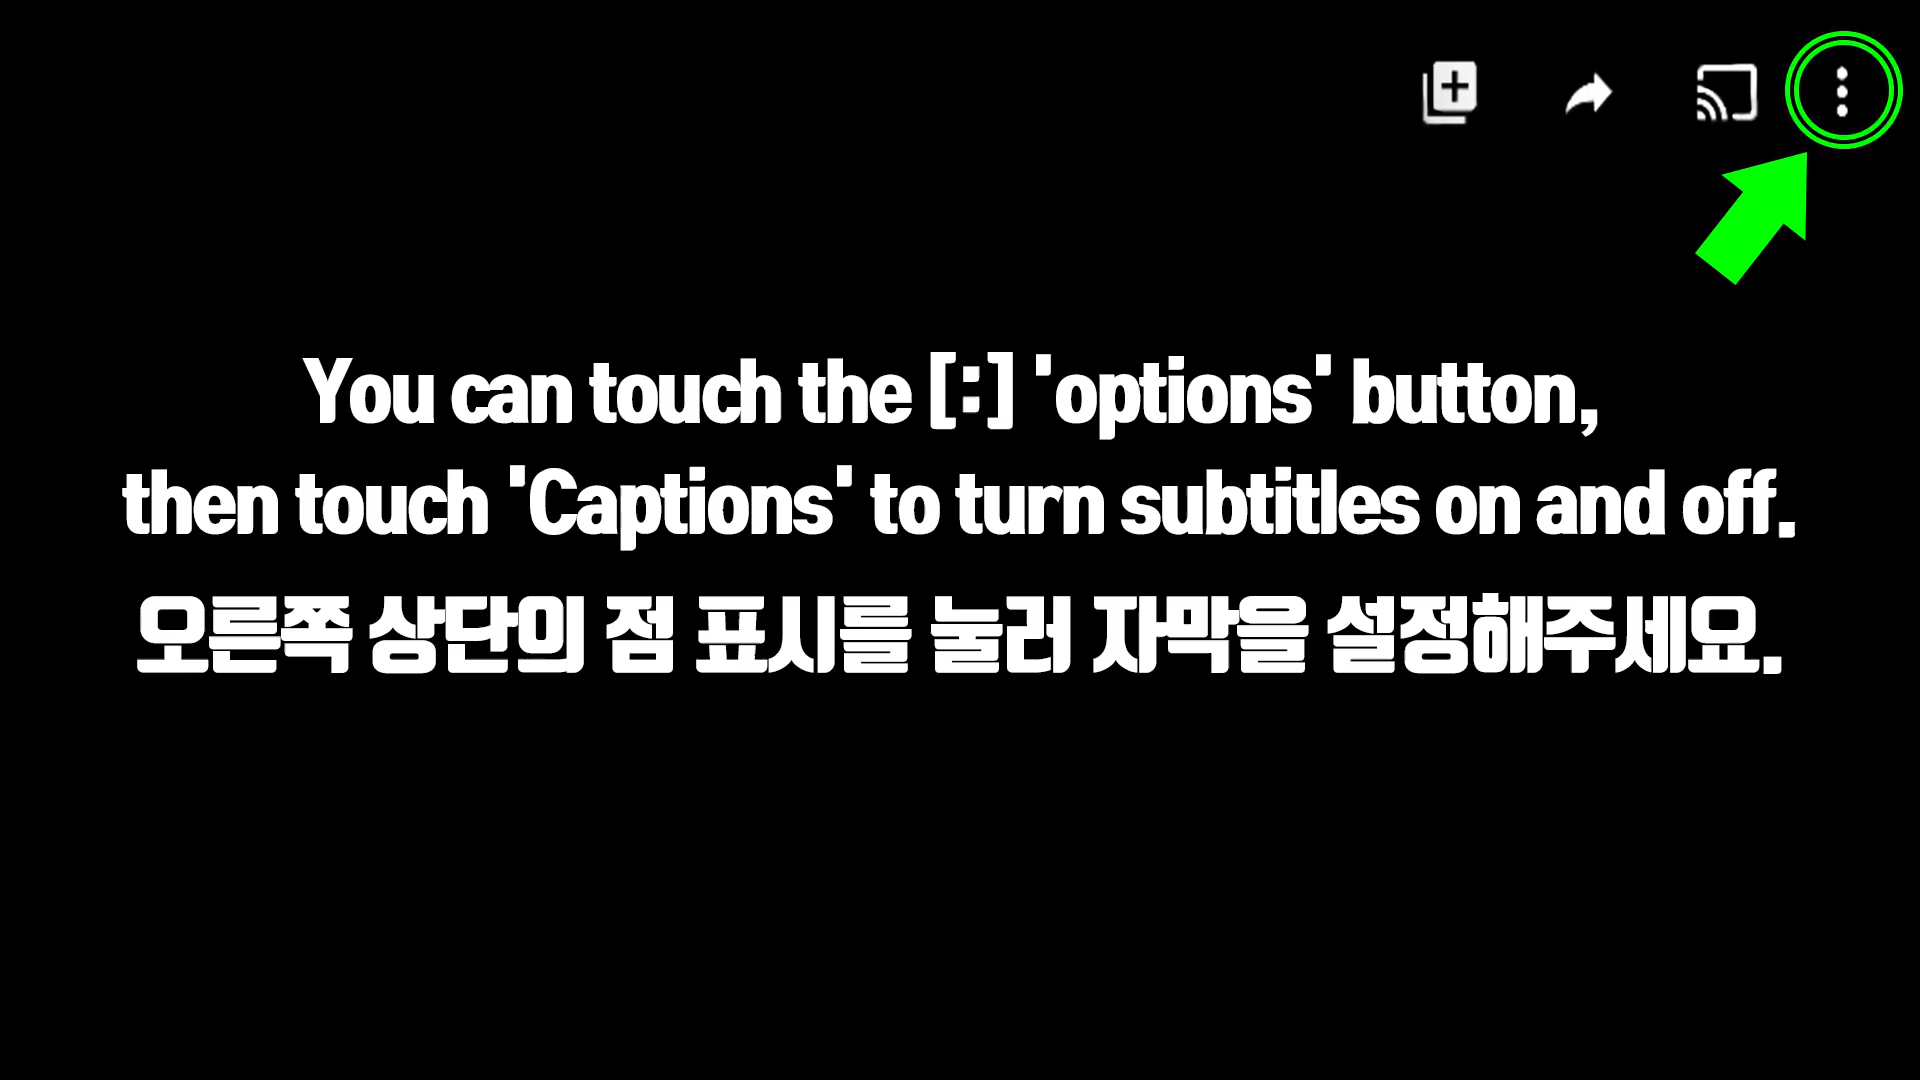 You can touch the [:] 'options' button,
then touch 'Captions' to turn subtitles on and off.
오른쪽 상단의 점 표시를 눌러 자막을 설정해주세요.